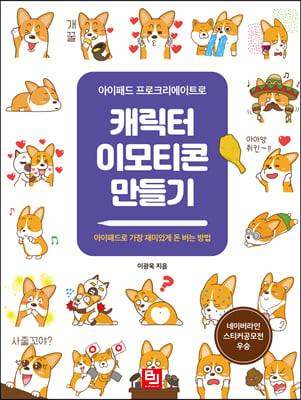 개
꿀
아이패드 프로크리에이트로
캐릭터
이모티콘
만들기
아이패드로 가장 재미있게 돈 버는 방법
이광욱 지음
아아앙
취킨~!!
사줄꼬야?
네이버라인
스티커공모전
우승
BJ